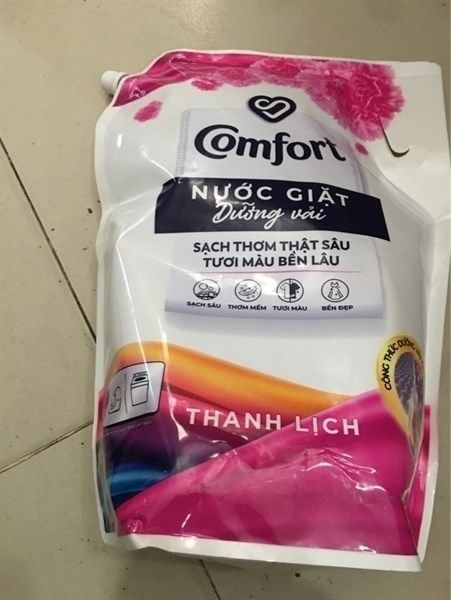 Comfort
NƯỚC GIẶT
Dưỡng vải
SẠCH THƠM THẬT SÂU
TƯƠI MÀU BỀN LÂU
SẠCH SÂU THƠM MỀM TƯƠI MÀU BỀN ĐẸP
CÔNG THỨC DƯỠNG
THANH LỊCH